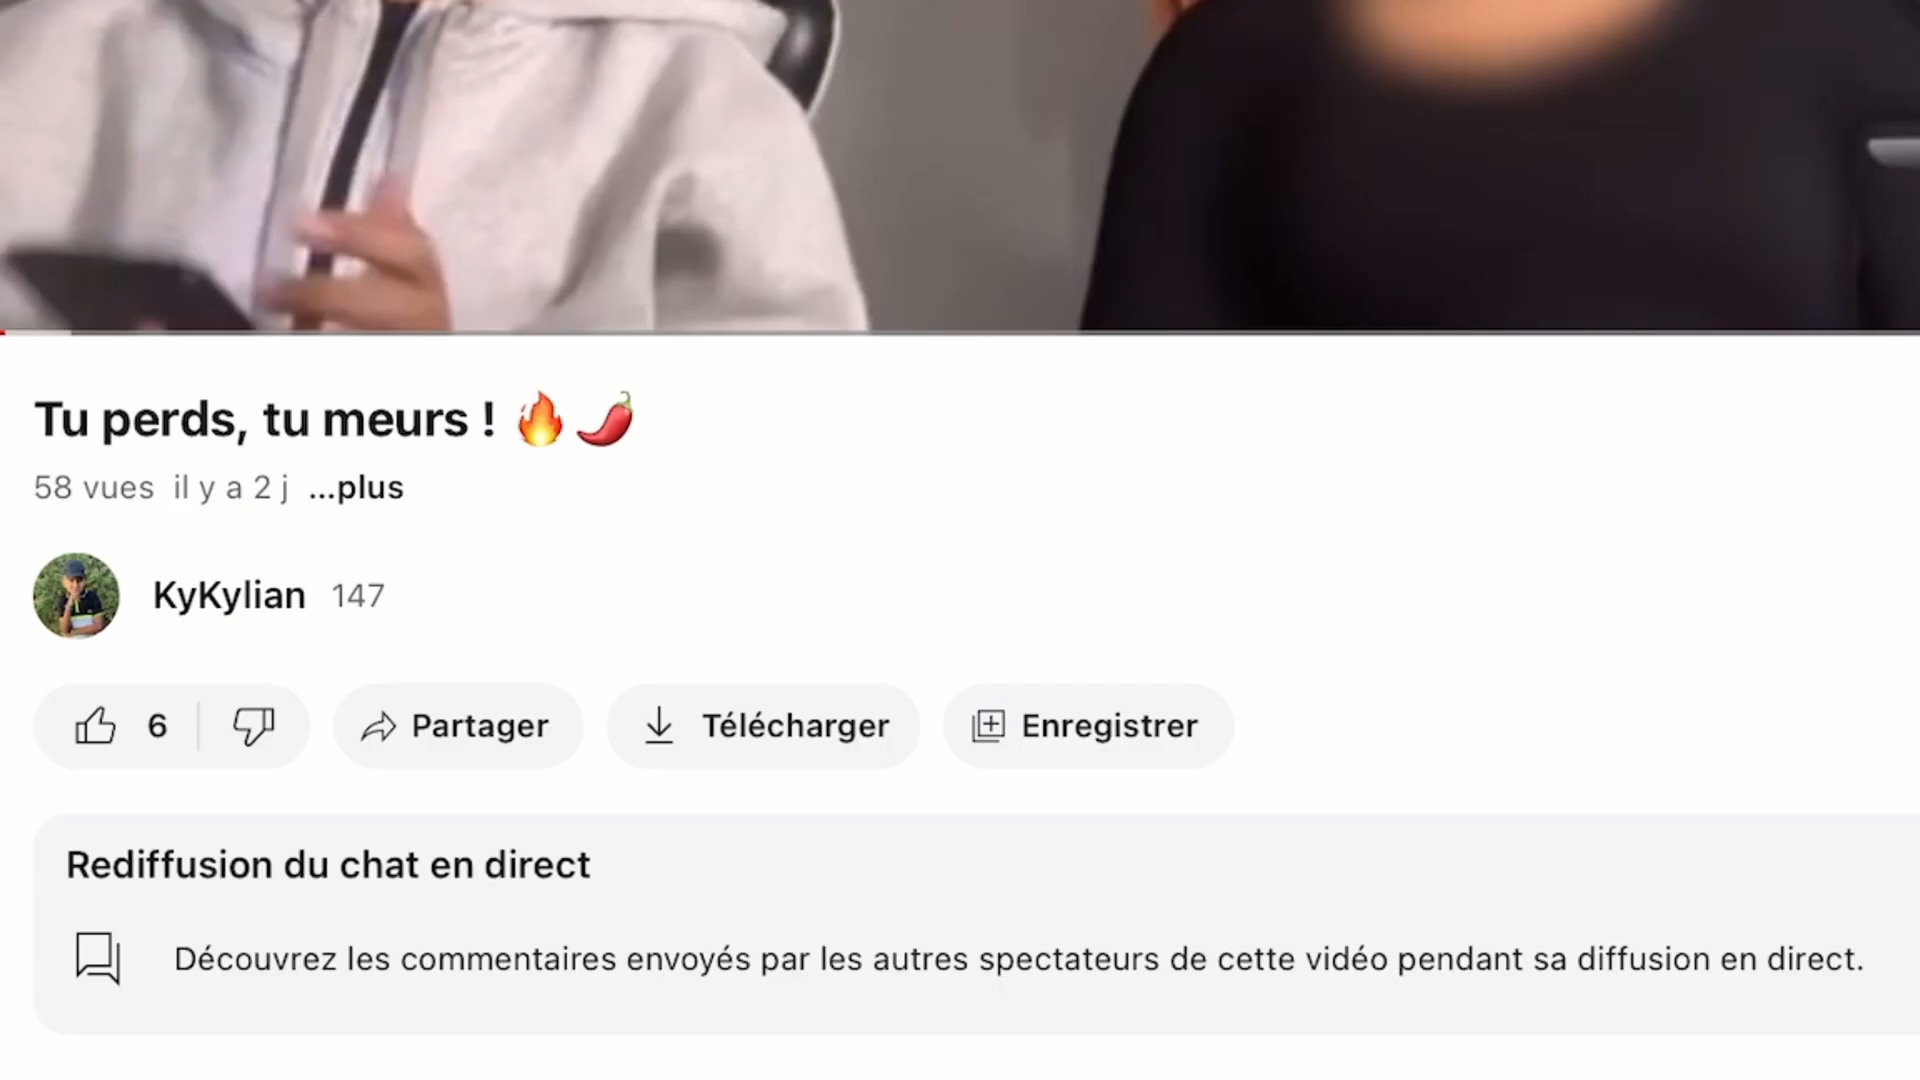 Tu perds, tu meurs ! 🔥🌶️
58 vues il y a 2 j ...plus
KyKylian 147
6 Partager Télécharger Enregistrer
Rediffusion du chat en direct
Découvrez les commentaires envoyés par les autres spectateurs de cette vidéo pendant sa diffusion en direct.